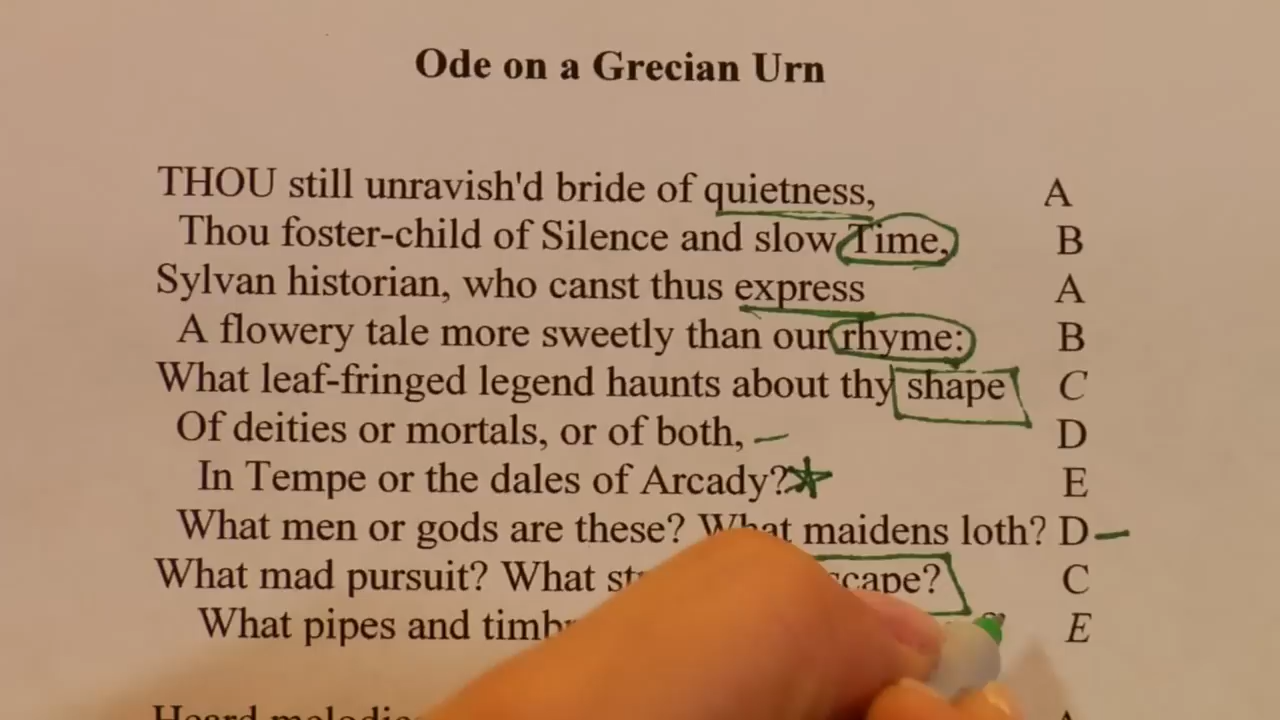 Ode on a Grecian Urn
THOU still unravish'd bride of quietness, A
Thou foster-child of Silence and slow Time, B
Sylvan historian, who canst thus express A
A flowery tale more sweetly than our rhyme: B
What leaf-fringed legend haunts about thy shape C
Of deities or mortals, or of both, D
In Tempe or the dales of Arcady? E
What men or gods are these? What maidens loth? D
What mad pursuit? What C
What pipes and E
Heard